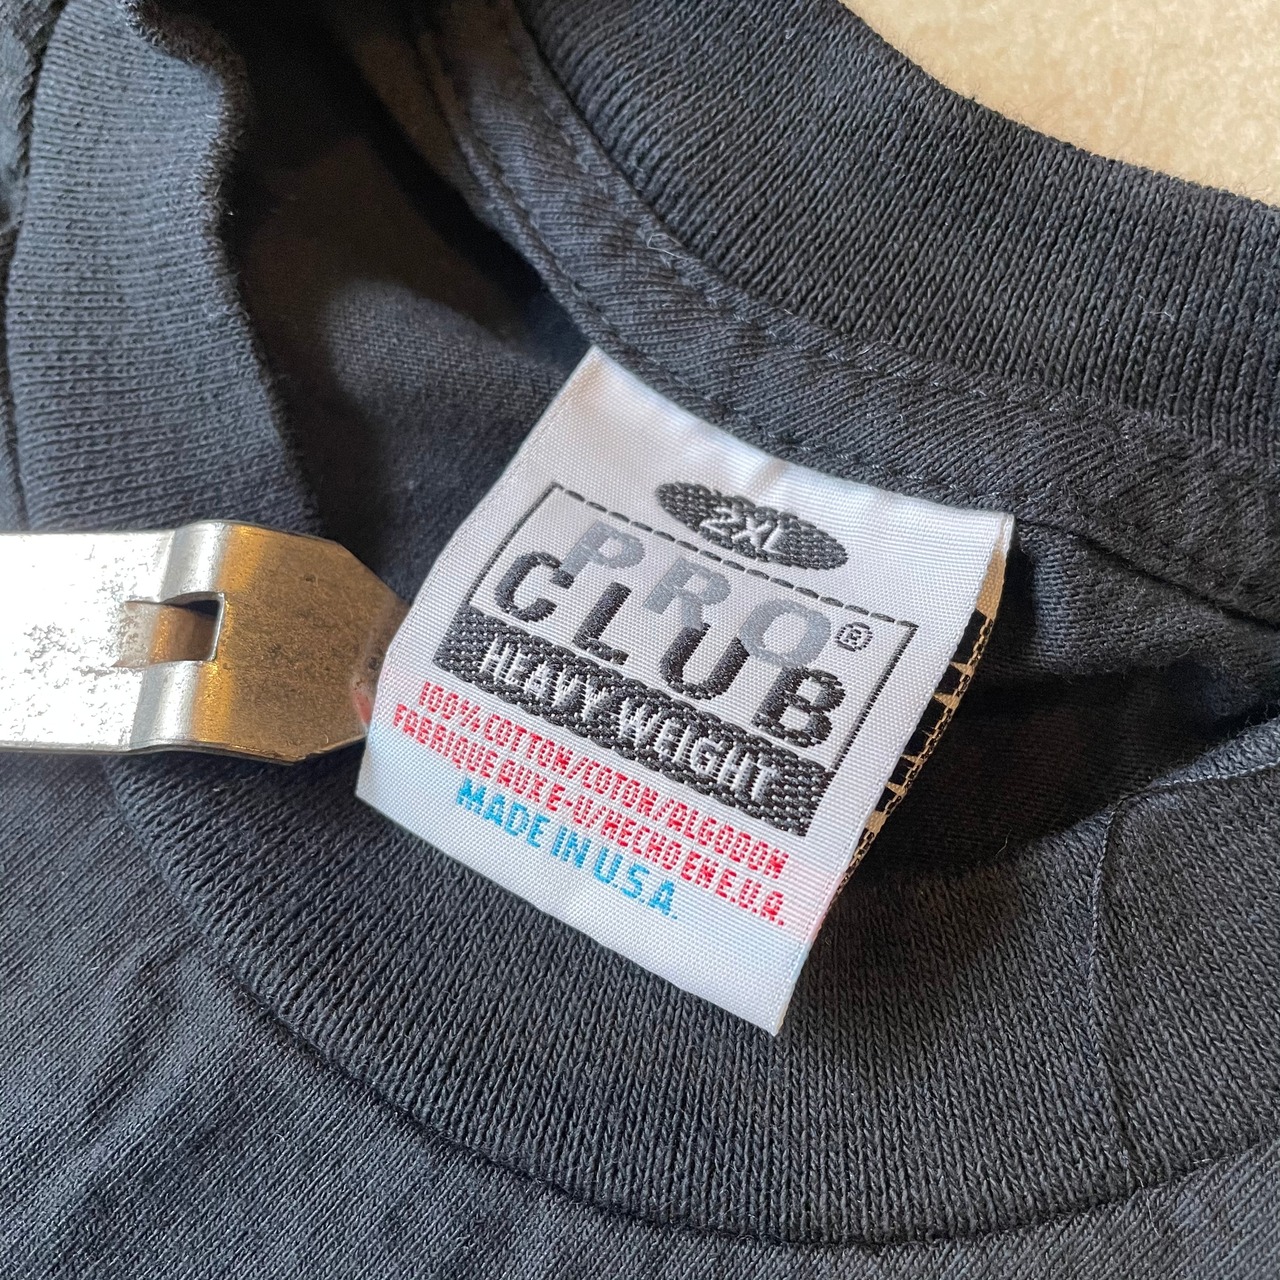 2XL
PRO®
CLUB
HEAVY WEIGHT
100% COTTON/COTON/ALGODON
FABRIQUE AUX E-U/HECHO EN E.U.A.
MADE IN U.S.A.